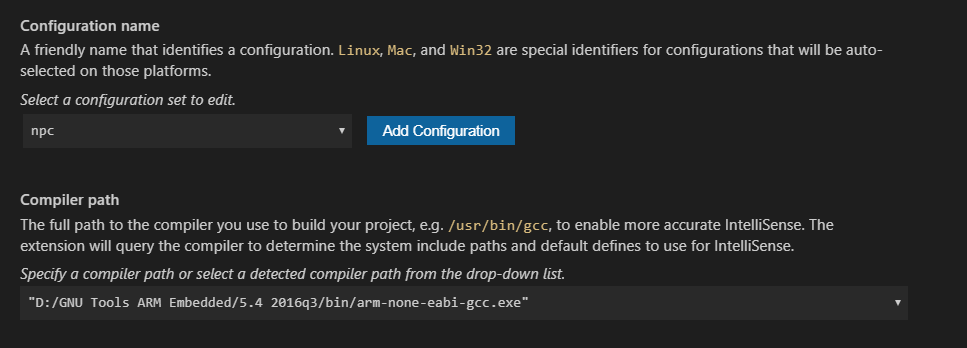 Configuration name
A friendly name that identifies a configuration. Linux, Mac, and Win32 are special identifiers for configurations that will be auto-
selected on those platforms.
Select a configuration set to edit.
npc
Add Configuration
Compiler path
The full path to the compiler you use to build your project, e.g. /usr/bin/gcc, to enable more accurate IntelliSense. The
extension will query the compiler to determine the system include paths and default defines to use for IntelliSense.
Specify a compiler path or select a detected compiler path from the drop-down list.
"D:/GNU Tools ARM Embedded/5.4 2016q3/bin/arm-none-eabi-gcc.exe"